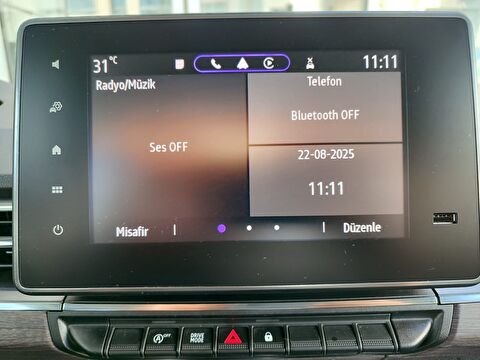 31 °C
11:11
Radyo/Müzik
Telefon
Bluetooth OFF
Ses OFF
22-08-2025
11:11
Misafir
Düzenle
OFF
DRIVE
MODE